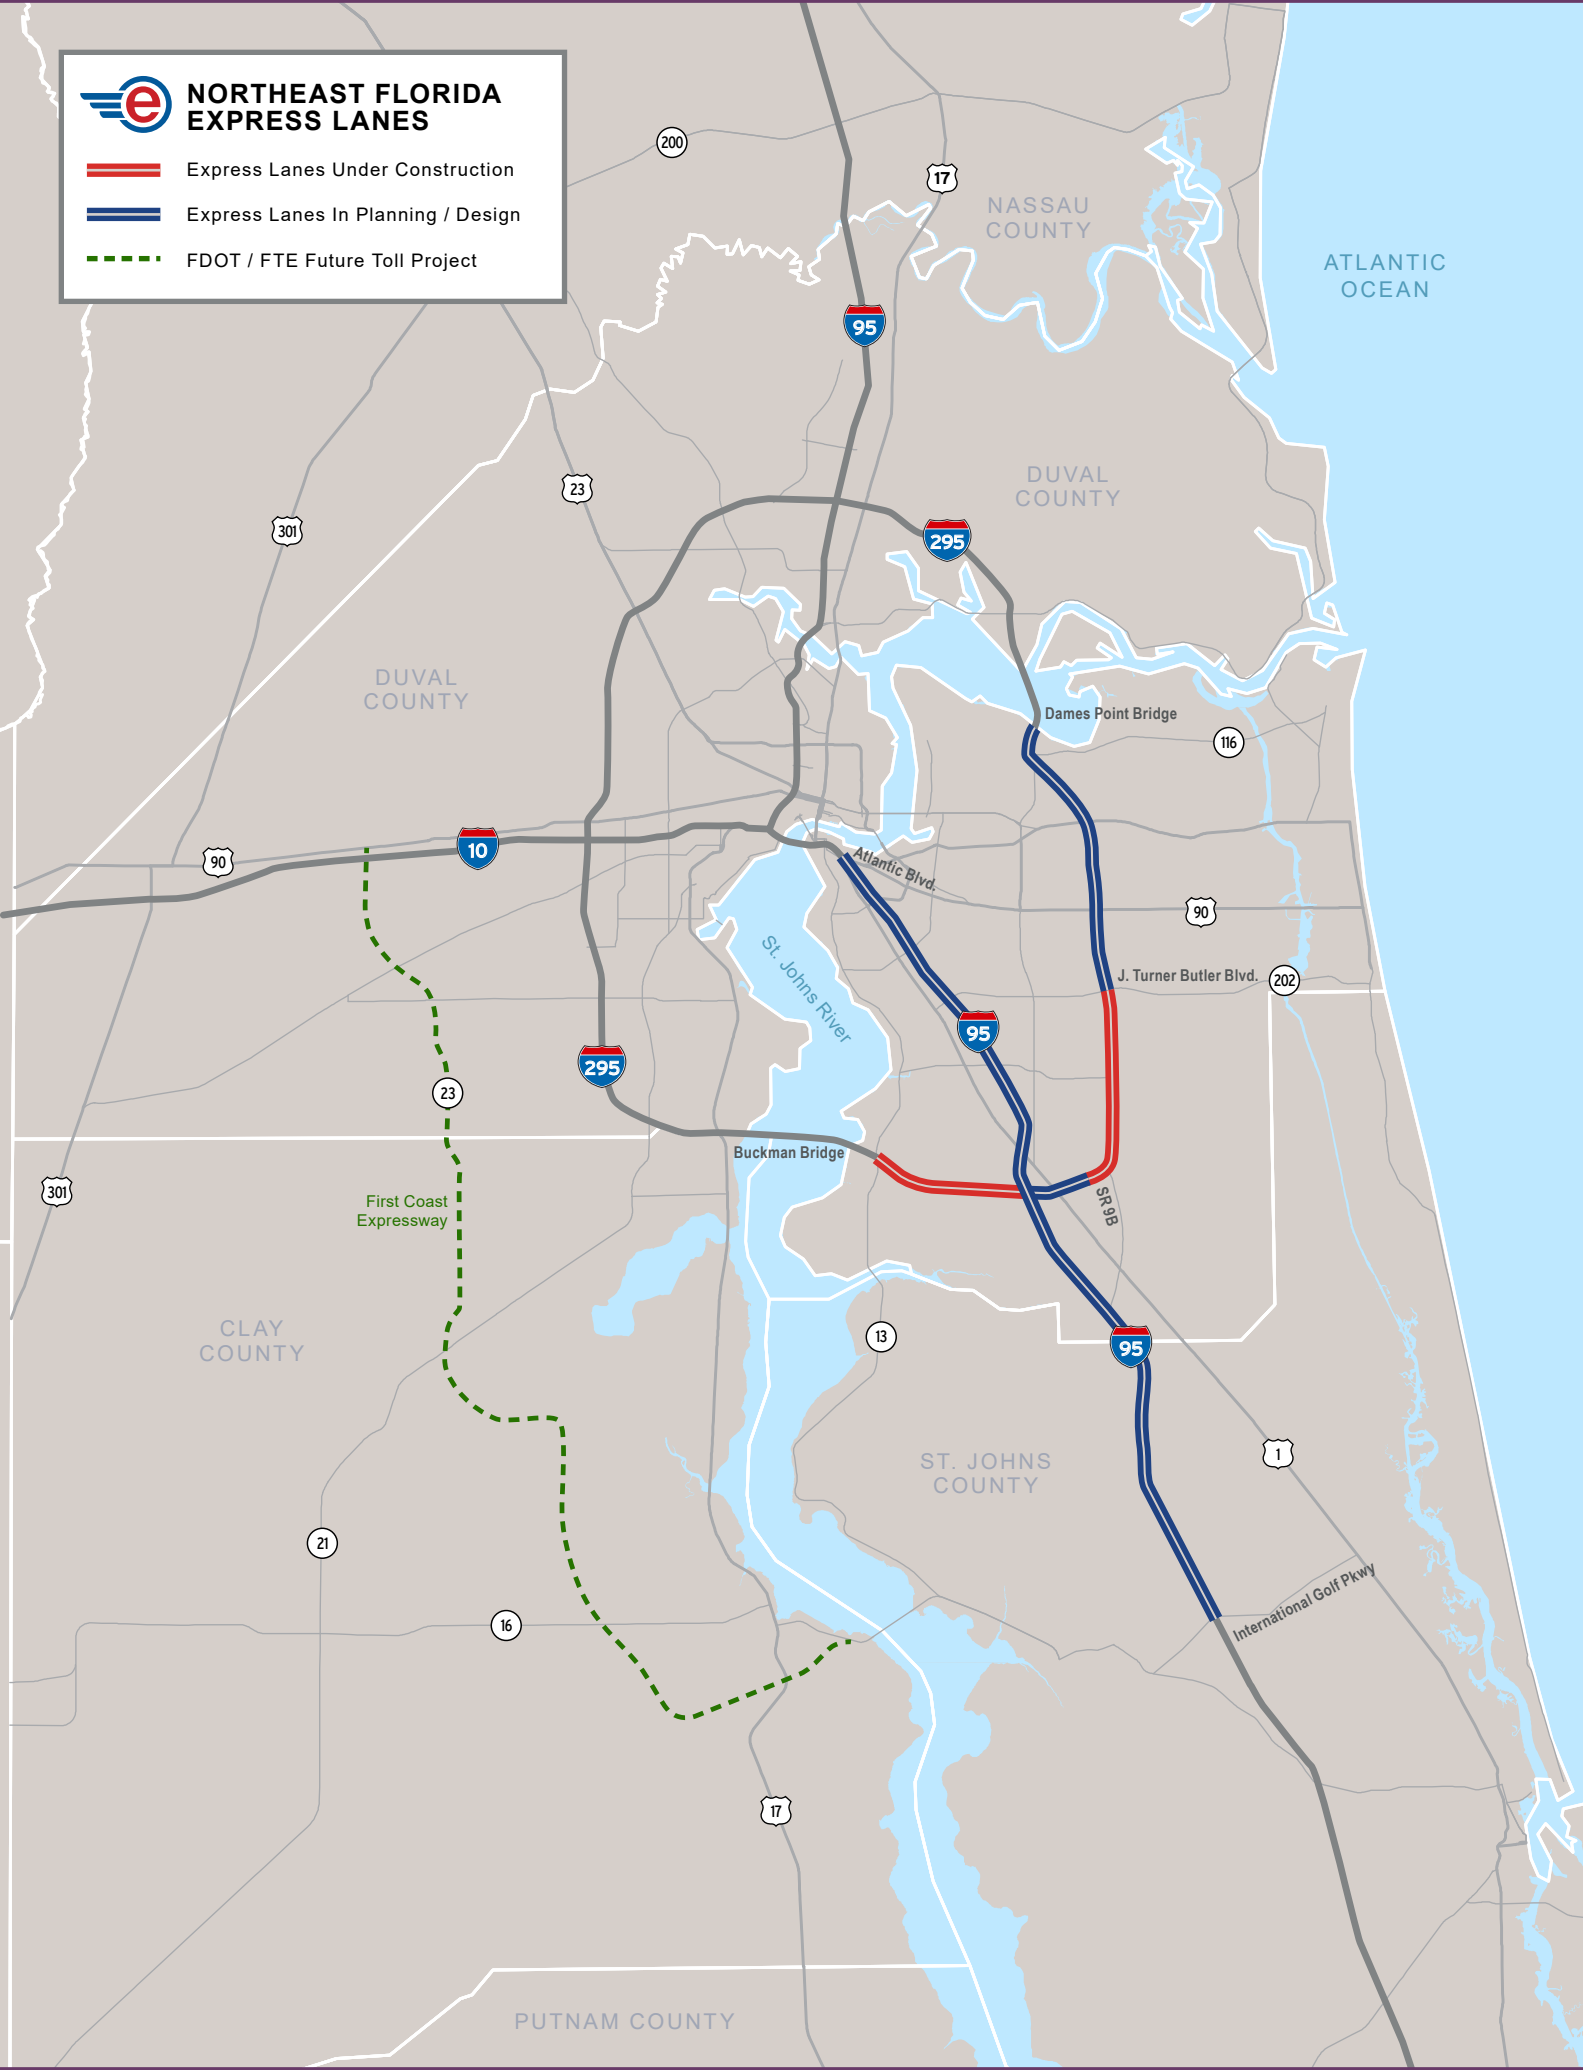 e
NORTHEAST FLORIDA
EXPRESS LANES
Express Lanes Under Construction
Express Lanes In Planning / Design
FDOT / FTE Future Toll Project
200
17
NASSAU
COUNTY
ATLANTIC
OCEAN
95
DUVAL
COUNTY
23
301
295
DUVAL
COUNTY
Dames Point Bridge
116
10
90
Atlantic Blvd.
90
St. Johns River
J. Turner Butler Blvd.
202
95
295
23
Buckman Bridge
301
SR 9B
First Coast
Expressway
CLAY
COUNTY
13
95
1
ST. JOHNS
COUNTY
21
International Golf Pkwy
16
17
PUTNAM COUNTY